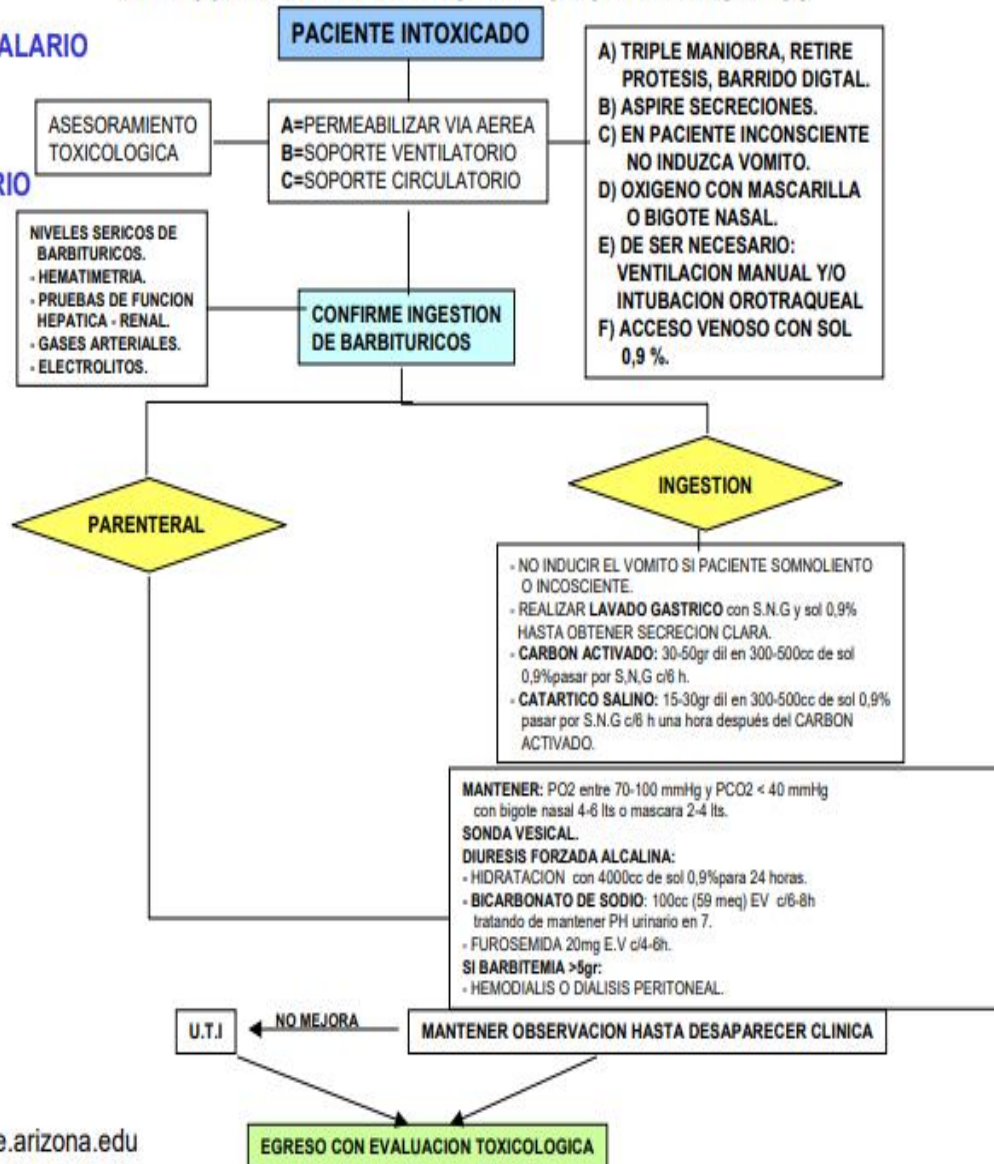 PACIENTE INTOXICADO
ALARIO
ASESORAMIENTO
TOXICOLOGICA
A=PERMEABILIZAR VIA AEREA
B=SOPORTE VENTILATORIO
C=SOPORTE CIRCULATORIO
A) TRIPLE MANIOBRA, RETIRE
PROTESIS, BARRIDO DIGTAL.
B) ASPIRE SECRECIONES.
C) EN PACIENTE INCONSCIENTE
NO INDUZCA VOMITO.
D) OXIGENO CON MASCARILLA
O BIGOTE NASAL.
E) DE SER NECESARIO:
VENTILACION MANUAL Y/O
INTUBACION OROTRAQUEAL
F) ACCESO VENOSO CON SOL
0,9 %.
RIO
NIVELES SERICOS DE
BARBITURICOS.
- HEMATIMETRIA.
- PRUEBAS DE FUNCION
HEPATICA - RENAL.
- GASES ARTERIALES.
- ELECTROLITOS.
CONFIRME INGESTION
DE BARBITURICOS
PARENTERAL
INGESTION
- NO INDUCIR EL VOMITO SI PACIENTE SOMNOLIENTO
O INCOSCIENTE.
- REALIZAR LAVADO GASTRICO con S.N.G y sol 0,9%
HASTA OBTENER SECRECION CLARA.
- CARBON ACTIVADO: 30-50gr dil en 300-500cc de sol
0,9%pasar por S,N,G c/6 h.
- CATARTICO SALINO: 15-30gr dil en 300-500cc de sol 0,9%
pasar por S.N.G c/6 h una hora después del CARBON
ACTIVADO.
MANTENER: PO2 entre 70-100 mmHg y PCO2 < 40 mmHg
con bigote nasal 4-6 lts o mascara 2-4 lts.
SONDA VESICAL.
DIURESIS FORZADA ALCALINA:
- HIDRATACION con 4000cc de sol 0,9%para 24 horas.
- BICARBONATO DE SODIO: 100cc (59 meq) EV c/6-8h
tratando de mantener PH urinario en 7.
- FUROSEMIDA 20mg E.V c/4-6h.
SI BARBITEMIA >5gr:
- HEMODIALIS O DIALISIS PERITONEAL.
U.T.I
NO MEJORA
MANTENER OBSERVACION HASTA DESAPARECER CLINICA
e.arizona.edu
EGRESO CON EVALUACION TOXICOLOGICA